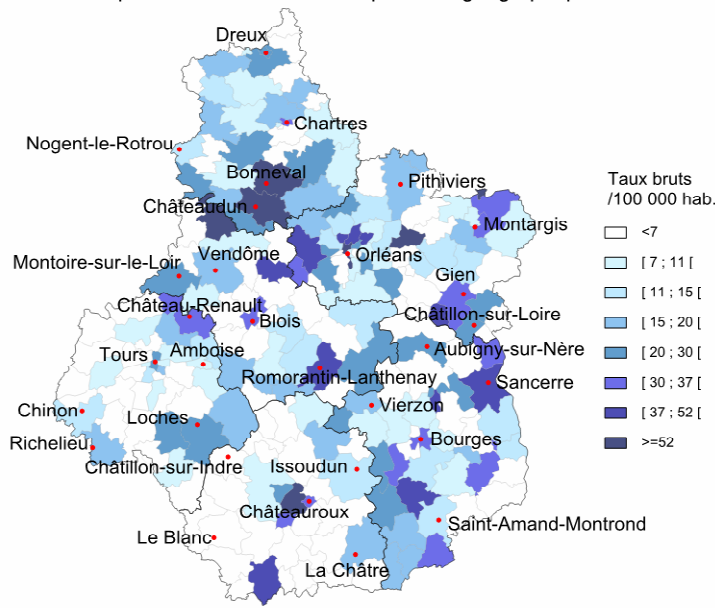 Dreux
Chartres
Nogent-le-Rotrou
Bonneval
Pithiviers
Châteaudun
Montargis
Vendôme
Orléans
Montoire-sur-le-Loir
Gien
Château-Renault
Châtillon-sur-Loire
Blois
Tours
Amboise
Aubigny-sur-Nère
Romorantin-Lanthenay
Sancerre
Chinon
Loches
Vierzon
Richelieu
Bourges
Châtillon-sur-Indre
Issoudun
Châteauroux
Saint-Amand-Montrond
Le Blanc
La Châtre
Taux bruts
/100 000 hab.
<7
[ 7 ; 11 [
[ 11 ; 15 [
[ 15 ; 20 [
[ 20 ; 30 [
[ 30 ; 37 [
[ 37 ; 52 [
>=52